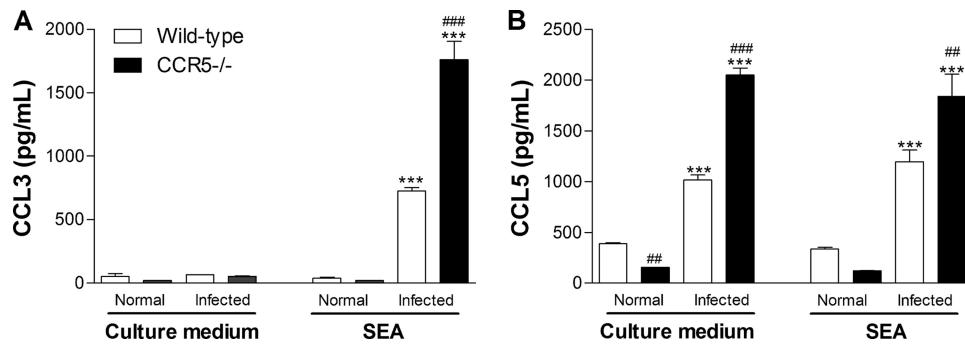 A
CCL3 (pg/mL)
2000
1500
1000
500
0
Wild-type
CCR5-/-
###
***
***
Normal Infected Normal Infected
Culture medium SEA
B
CCL5 (pg/mL)
2500
2000
1500
1000
500
0
###
***
##
***
***
***
##
Normal Infected Normal Infected
Culture medium SEA